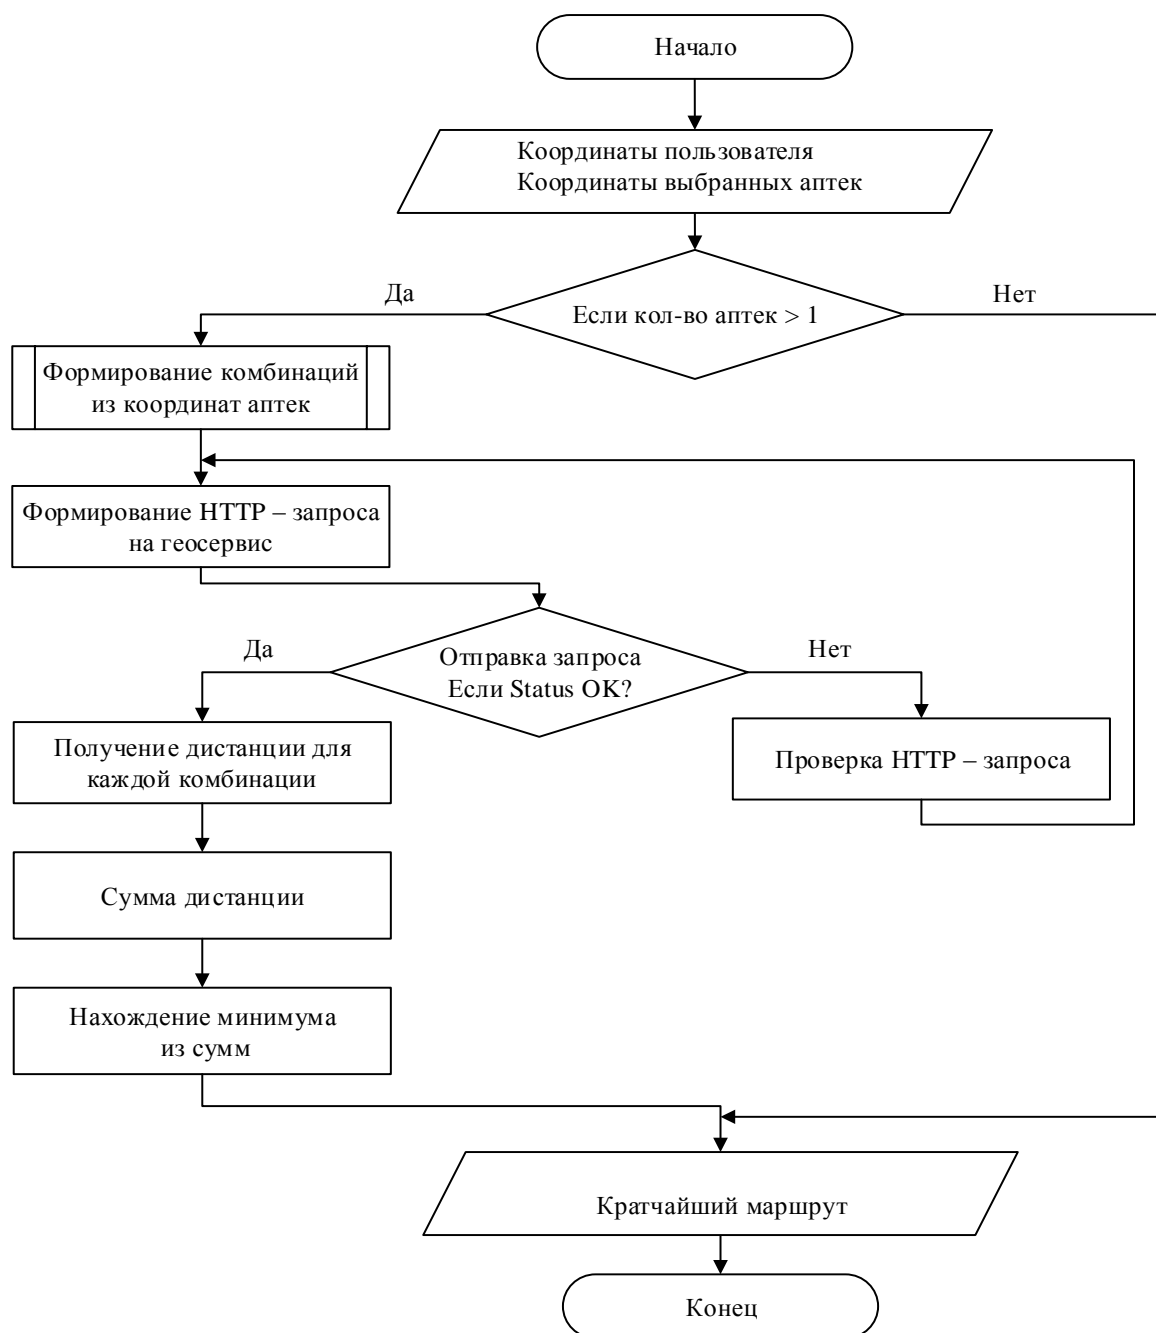 Начало
Координаты пользователя
Координаты выбранных аптек
Да
Если кол-во аптек > 1
Нет
Формирование комбинаций
из координат аптек
Формирование HTTP – запроса
на геосервис
Да
Отправка запроса
Если Status OK?
Нет
Получение дистанции для
каждой комбинации
Проверка HTTP – запроса
Сумма дистанции
Нахождение минимума
из сумм
Кратчайший маршрут
Конец